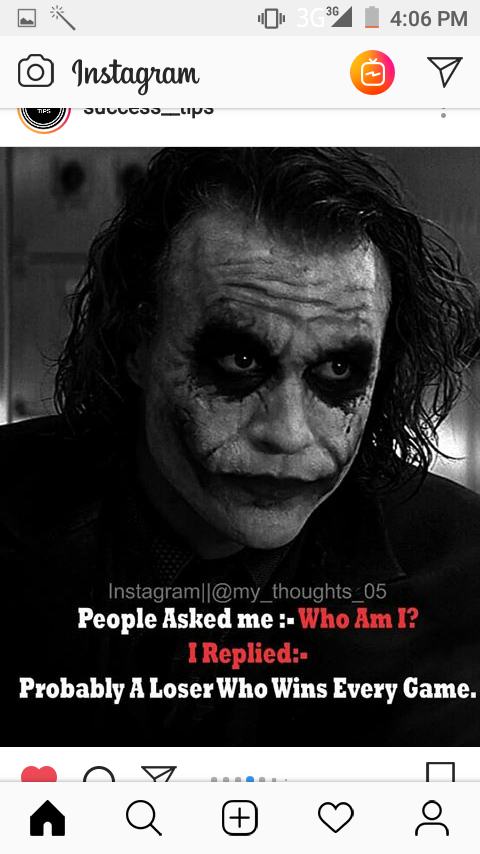 3G 3G 4:06 PM
Instagram
TIPS success__tips
Instagram||@my_thoughts_05
People Asked me :- Who Am I?
I Replied:-
Probably A Loser Who Wins Every Game.